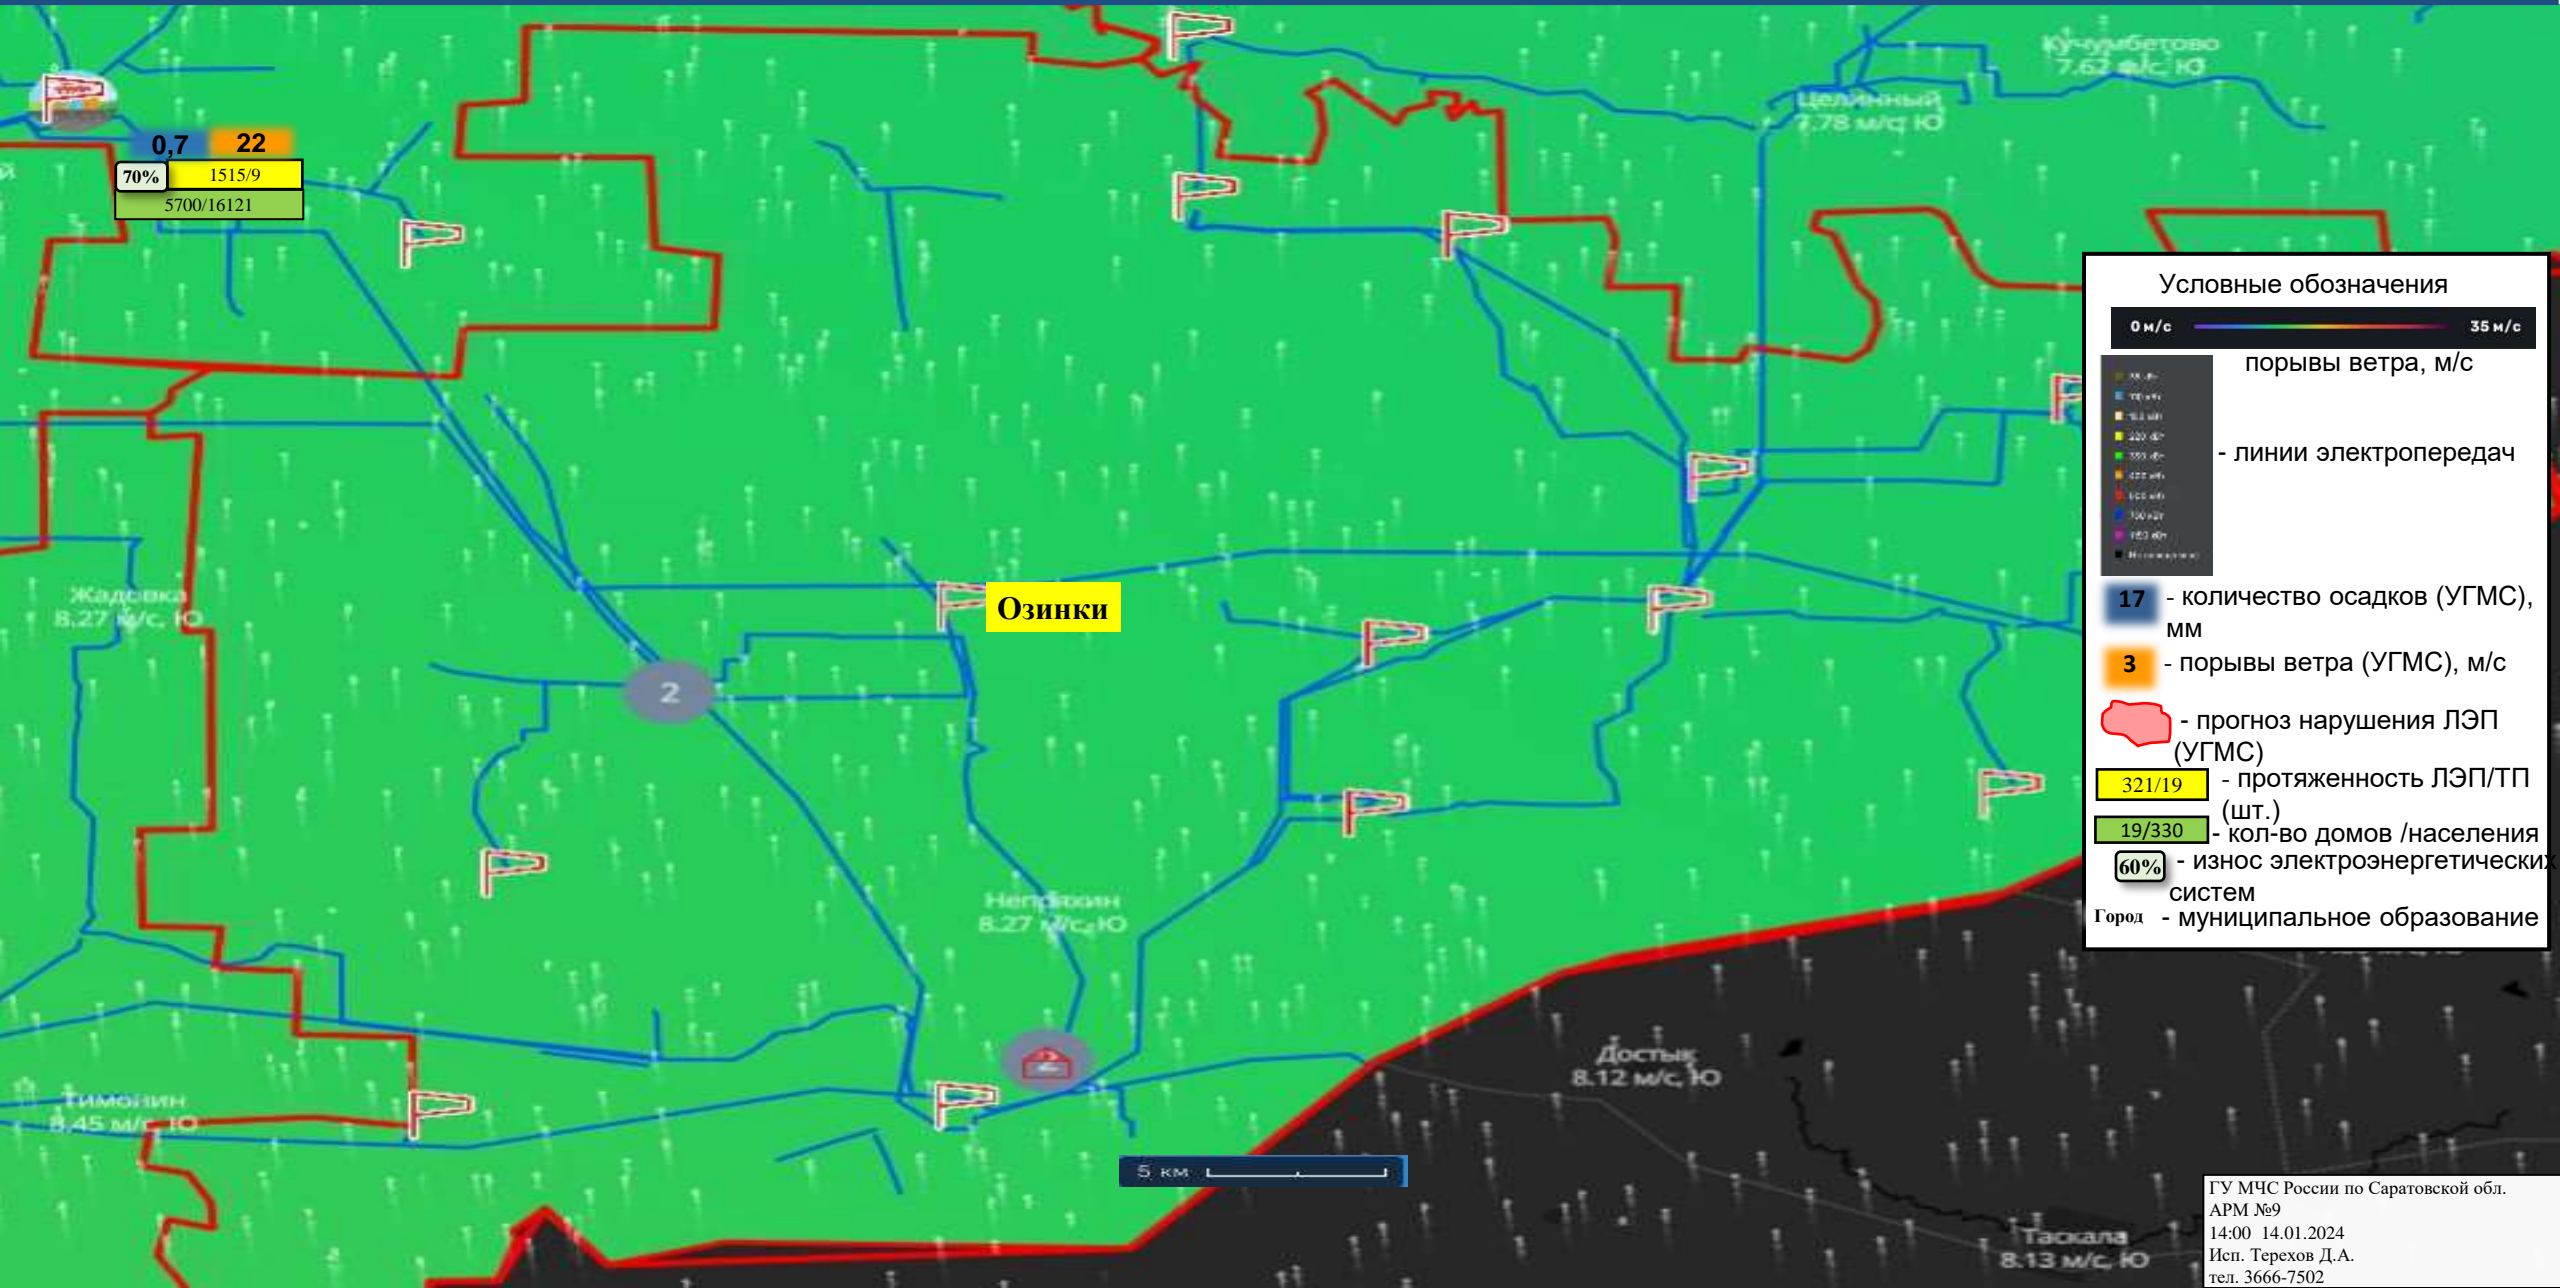 Кучумбетово
7.62 м/с, Ю
Целинный
7.78 м/с, Ю
0,7
22
70%
1515/9
5700/16121
й
Жадовка
8.27 м/с, Ю
Озинки
2
Непряхин
8.27 м/с, Ю
2
Тимонин
8.45 м/с, Ю
Достык
8.12 м/с, Ю
Таскала
8.13 м/с, Ю
5 км
Условные обозначения
0 м/с
35 м/с
порывы ветра, м/с
- линии электропередач
17
- количество осадков (УГМС),
мм
3
- порывы ветра (УГМС), м/с
- прогноз нарушения ЛЭП
(УГМС)
321/19
- протяженность ЛЭП/ТП
(шт.)
19/330
- кол-во домов /населения
60%
- износ электроэнергетических
систем
Город
- муниципальное образование
ГУ МЧС России по Саратовской обл.
АРМ №9
14:00 14.01.2024
Исп. Терехов Д.А.
тел. 3666-7502